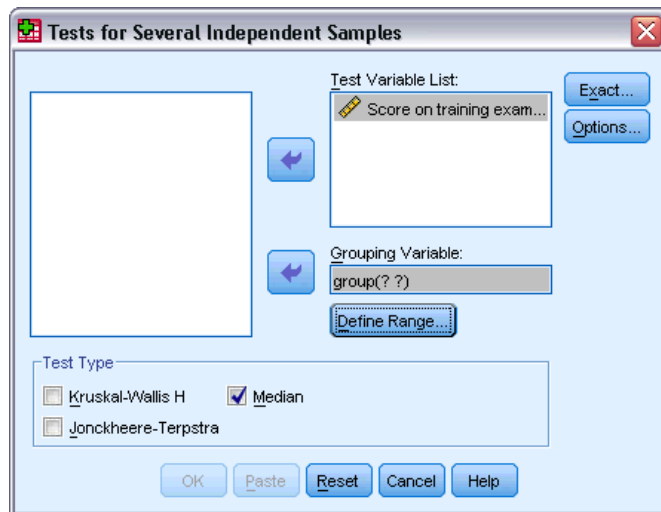 Tests for Several Independent Samples
Test Variable List:
Score on training exam...
Exact...
Options...
Grouping Variable:
group(? ?)
Define Range...
Test Type
Kruskal-Wallis H
Median
Jonckheere-Terpstra
OK
Paste
Reset
Cancel
Help